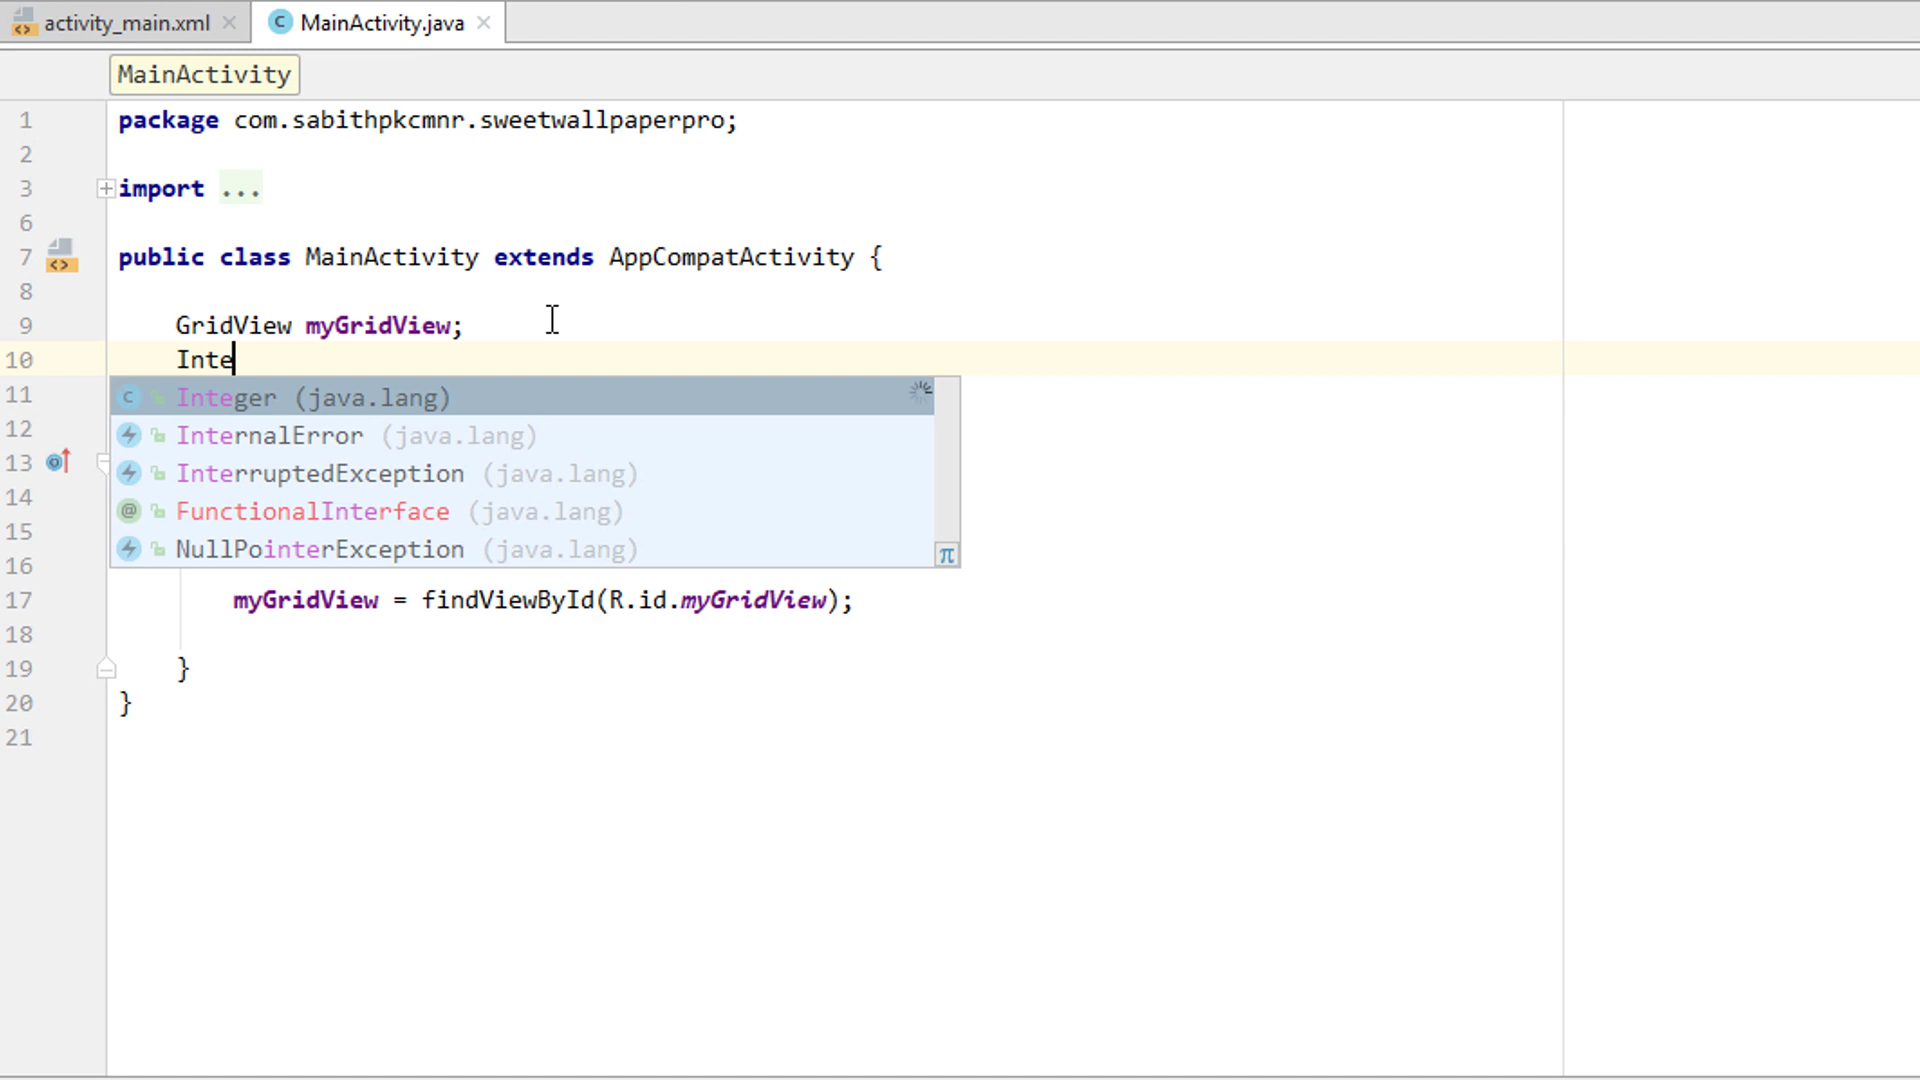 activity_main.xml MainActivity.java
MainActivity
1 package com.sabithpkcmnr.sweetwallpaperpro;
2
3 import ...
6
7 public class MainActivity extends AppCompatActivity {
8
9 GridView myGridView;
10 Inte
11 Integer (java.lang)
12 InternalError (java.lang)
13 InterruptedException (java.lang)
14 FunctionalInterface (java.lang)
15 NullPointerException (java.lang)
16
17 myGridView = findViewById(R.id.myGridView);
18
19 }
20 }
21